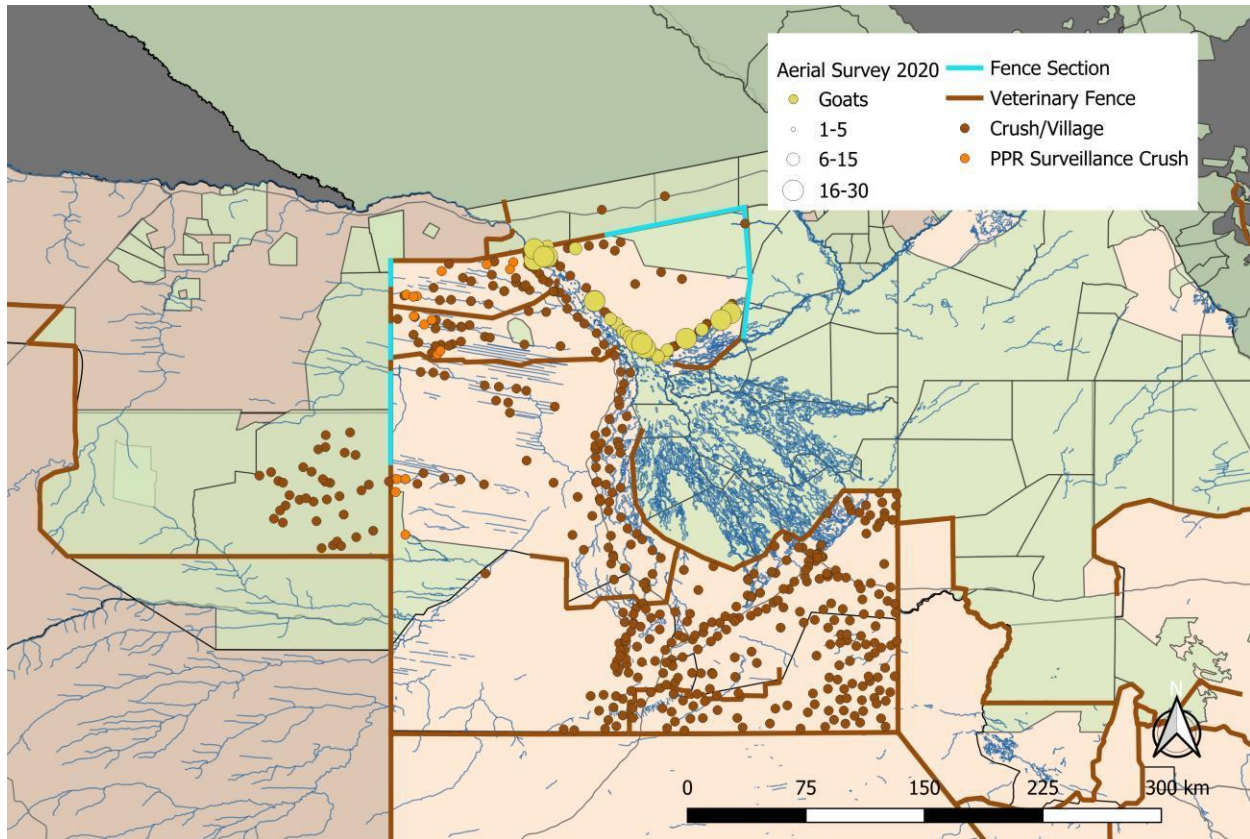 Aerial Survey 2020
Goats
1-5
6-15
16-30
Fence Section
Veterinary Fence
Crush/Village
PPR Surveillance Crush
N
0 75 150 225 300 km